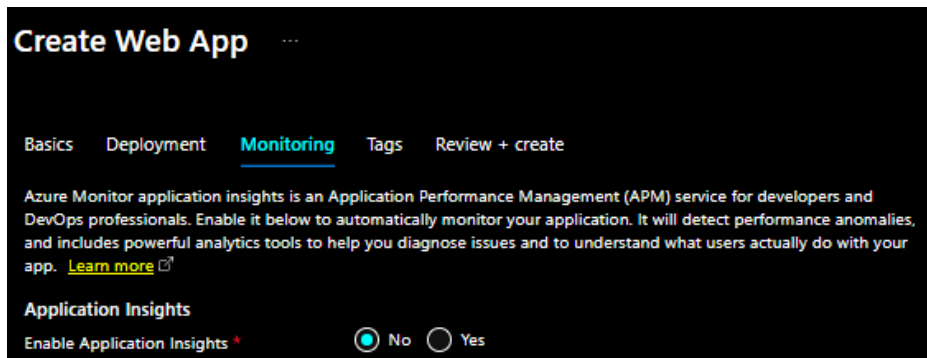 Create Web App ...
Basics Deployment Monitoring Tags Review + create
Azure Monitor application insights is an Application Performance Management (APM) service for developers and
DevOps professionals. Enable it below to automatically monitor your application. It will detect performance anomalies,
and includes powerful analytics tools to help you diagnose issues and to understand what users actually do with your
app. Learn more
Application Insights
Enable Application Insights * No Yes